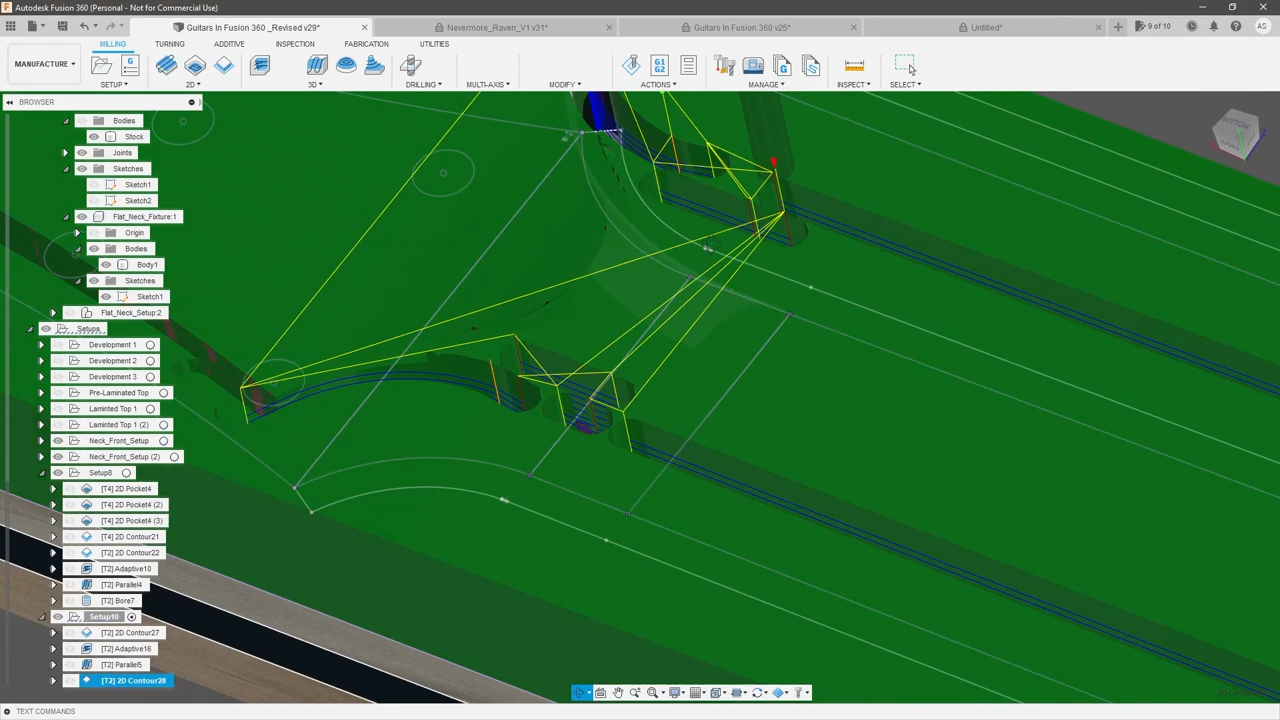 Autodesk Fusion 360 (Personal - Not for Commercial Use)
Guitars In Fusion 360 _Revised v29*
Nevermore_Raven_V1 v31*
Guitars In Fusion 360 v25*
Untitled*
9 of 10
AS
MILLING
TURNING
ADDITIVE
INSPECTION
FABRICATION
UTILITIES
MANUFACTURE
G
G1
G2
G
SETUP
2D
3D
DRILLING
MULTI-AXIS
MODIFY
ACTIONS
MANAGE
INSPECT
SELECT
BROWSER
Bodies
Stock
Joints
Sketches
Sketch1
Sketch2
Flat_Neck_Fixture:1
Origin
Bodies
Body1
Sketches
Sketch1
Flat_Neck_Setup:2
Setups
Development 1
Development 2
Development 3
Pre-Laminated Top
Laminted Top 1
Laminted Top 1 (2)
Neck_Front_Setup
Neck_Front_Setup (2)
Setup8
[T4] 2D Pocket4
[T4] 2D Pocket4 (2)
[T4] 2D Pocket4 (3)
[T4] 2D Contour21
[T2] 2D Contour22
[T2] Adaptive10
[T2] Parallel4
[T2] Bore7
Setup10
[T2] 2D Contour27
[T2] Adaptive16
[T2] Parallel5
[T2] 2D Contour28
BOTTOM
Z
TEXT COMMANDS